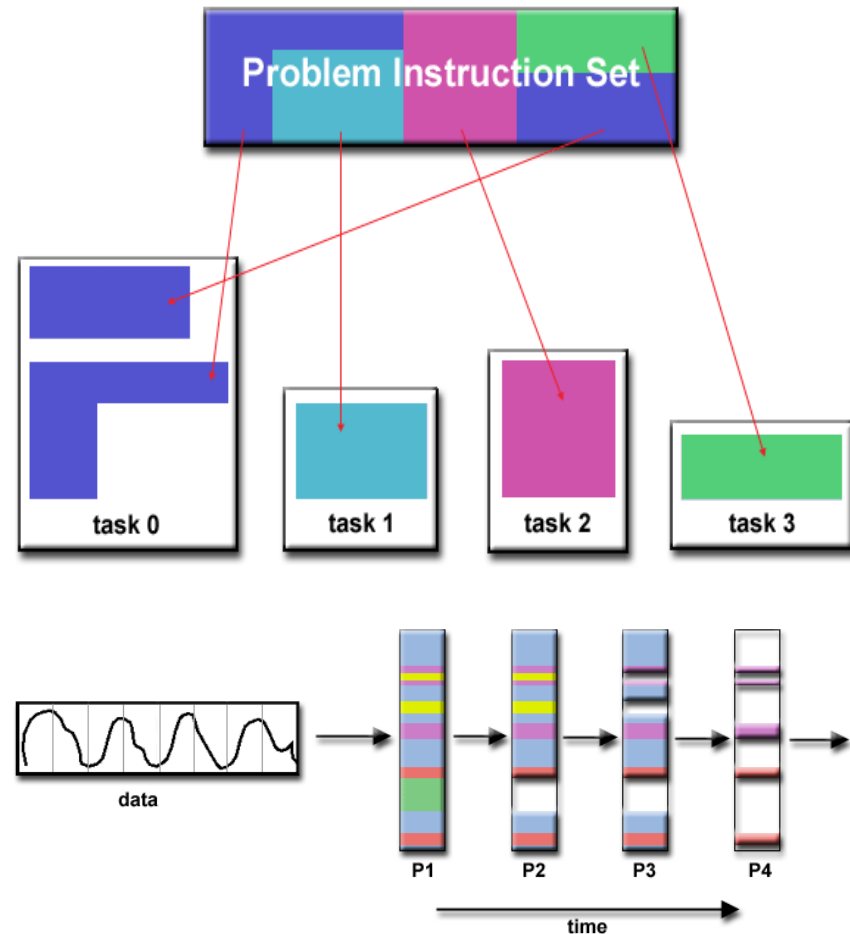 Problem Instruction Set
task 0
task 1
task 2
task 3
data
P1
P2
P3
P4
time